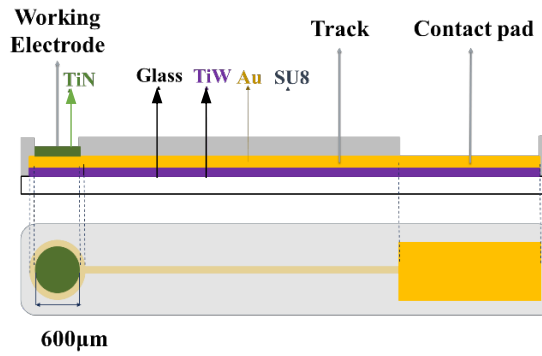 Working
Electrode
Track
Contact pad
TiN
Glass
TiW
Au
SU8
600μm